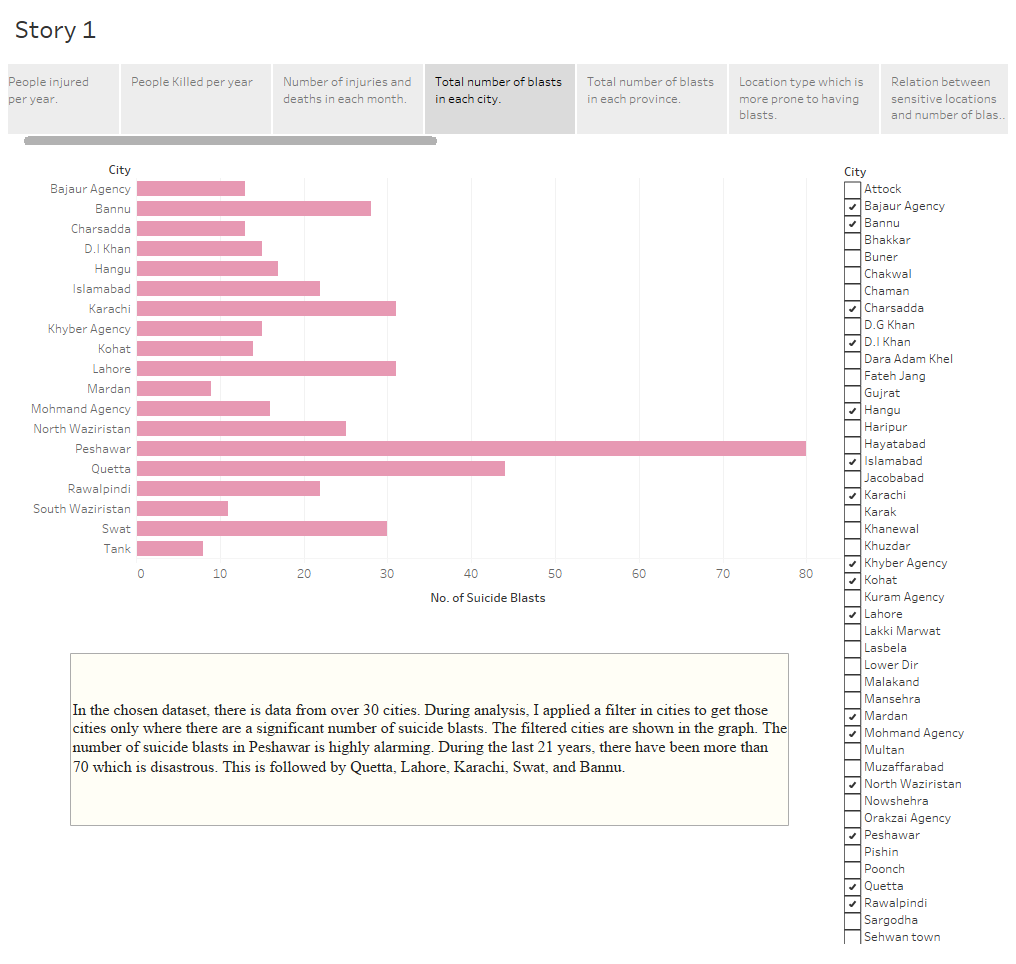 Story 1
People injured
per year.
People Killed per year
Number of injuries and
deaths in each month.
Total number of blasts
in each city.
Total number of blasts
in each province.
Location type which is
more prone to having
blasts.
Relation between
sensitive locations
and number of blas..
City
Bajaur Agency
Bannu
Charsadda
D.I Khan
Hangu
Islamabad
Karachi
Khyber Agency
Kohat
Lahore
Mardan
Mohmand Agency
North Waziristan
Peshawar
Quetta
Rawalpindi
South Waziristan
Swat
Tank
0 10 20 30 40 50 60 70 80
No. of Suicide Blasts
In the chosen dataset, there is data from over 30 cities. During analysis, I applied a filter in cities to get those
cities only where there are a significant number of suicide blasts. The filtered cities are shown in the graph. The
number of suicide blasts in Peshawar is highly alarming. During the last 21 years, there have been more than
70 which is disastrous. This is followed by Quetta, Lahore, Karachi, Swat, and Bannu.
City
Attock
Bajaur Agency
Bannu
Bhakkar
Buner
Chakwal
Chaman
Charsadda
D.G Khan
D.I Khan
Dara Adam Khel
Fateh Jang
Gujrat
Hangu
Haripur
Hayatabad
Islamabad
Jacobabad
Karachi
Karak
Khanewal
Khuzdar
Khyber Agency
Kohat
Kuram Agency
Lahore
Lakki Marwat
Lasbela
Lower Dir
Malakand
Mansehra
Mardan
Mohmand Agency
Multan
Muzaffarabad
North Waziristan
Nowshehra
Orakzai Agency
Peshawar
Pishin
Poonch
Quetta
Rawalpindi
Sargodha
Sehwan town